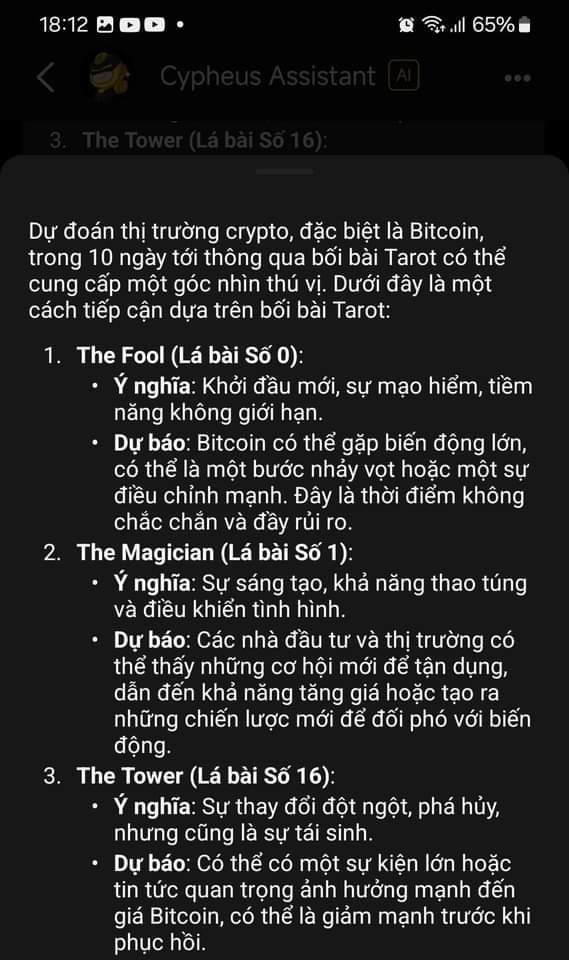 18:12
65%
Cypheus Assistant AI
3. The Tower (Lá bài Số 16):
Dự đoán thị trường crypto, đặc biệt là Bitcoin,
trong 10 ngày tới thông qua bối bài Tarot có thể
cung cấp một góc nhìn thú vị. Dưới đây là một
cách tiếp cận dựa trên bối bài Tarot:
1. The Fool (Lá bài Số 0):
• Ý nghĩa: Khởi đầu mới, sự mạo hiểm, tiềm
năng không giới hạn.
• Dự báo: Bitcoin có thể gặp biến động lớn,
có thể là một bước nhảy vọt hoặc một sự
điều chỉnh mạnh. Đây là thời điểm không
chắc chắn và đầy rủi ro.
2. The Magician (Lá bài Số 1):
• Ý nghĩa: Sự sáng tạo, khả năng thao túng
và điều khiển tình hình.
• Dự báo: Các nhà đầu tư và thị trường có
thể thấy những cơ hội mới để tận dụng,
dẫn đến khả năng tăng giá hoặc tạo ra
những chiến lược mới để đối phó với biến
động.
3. The Tower (Lá bài Số 16):
• Ý nghĩa: Sự thay đổi đột ngột, phá hủy,
nhưng cũng là sự tái sinh.
• Dự báo: Có thể có một sự kiện lớn hoặc
tin tức quan trọng ảnh hưởng mạnh đến
giá Bitcoin, có thể là giảm mạnh trước khi
phục hồi.